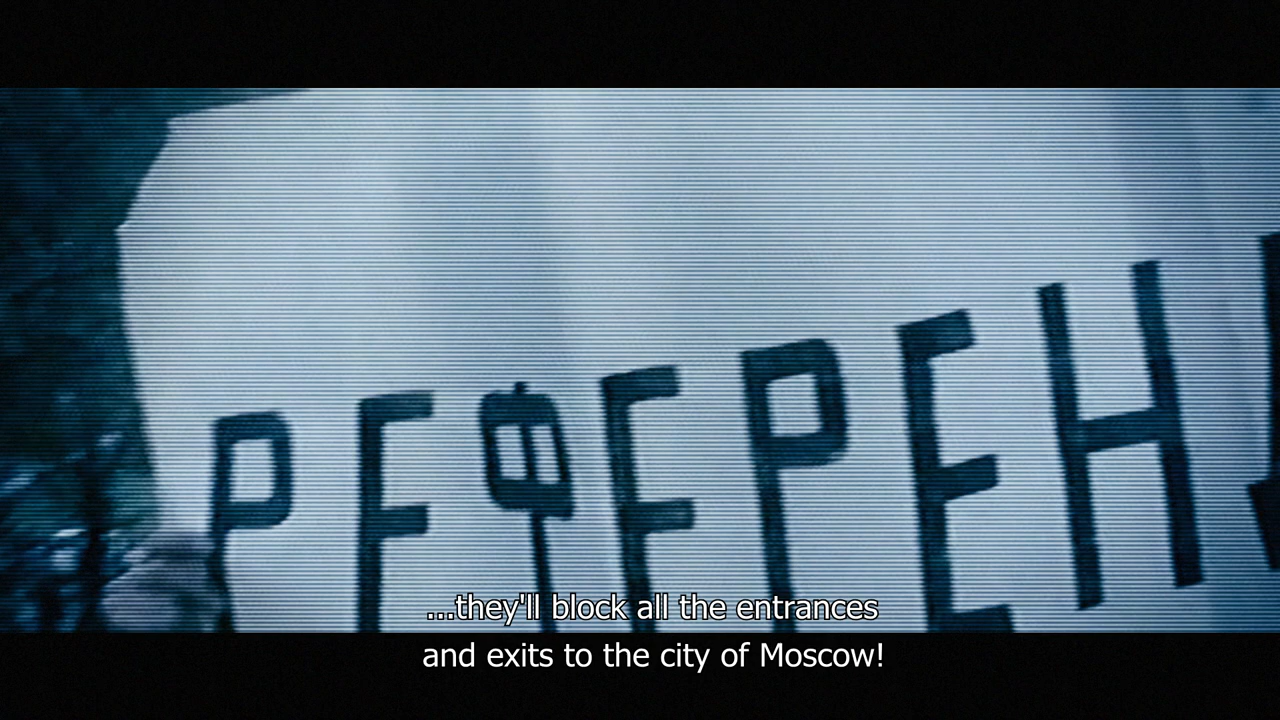 РЕФЕРЕН
...they'll block all the entrances
and exits to the city of Moscow!